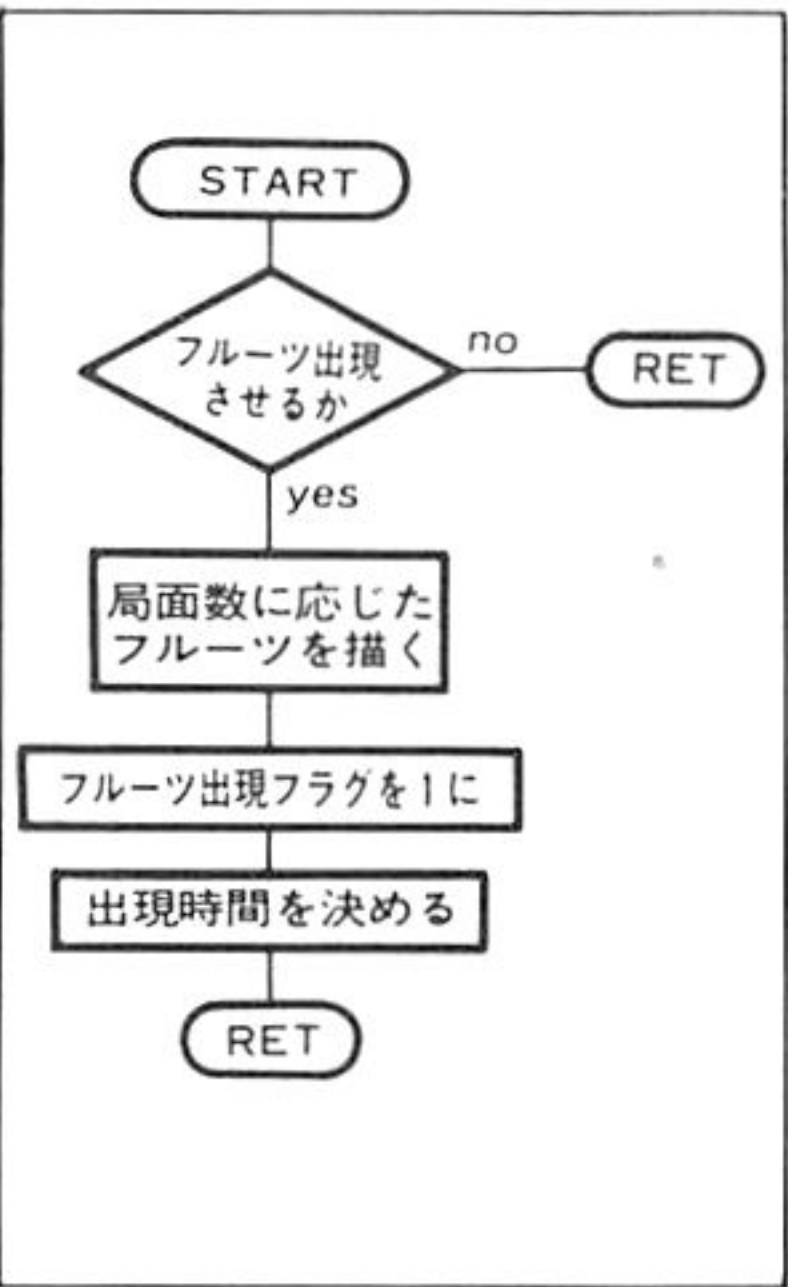 START
フルーツ出現
させるか
no
RET
yes
局面数に応じた
フルーツを描く
フルーツ出現フラグを1に
出現時間を決める
RET